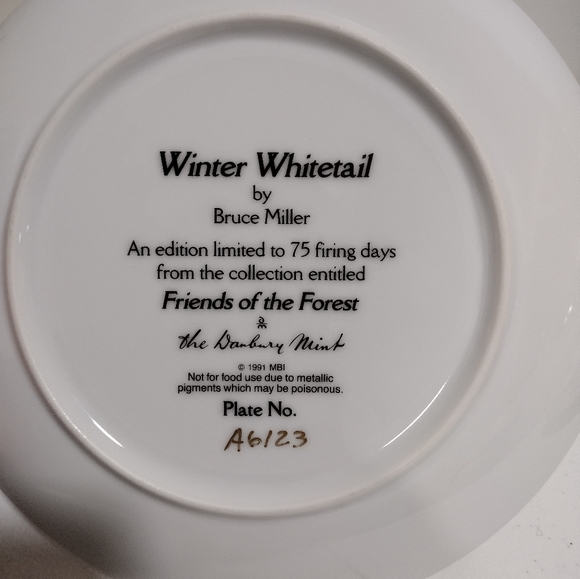 Winter Whitetail
by
Bruce Miller
An edition limited to 75 firing days
from the collection entitled
Friends of the Forest
the Danbury Mint
© 1991 MBI
Not for food use due to metallic
pigments which may be poisonous.
Plate No.
A6123